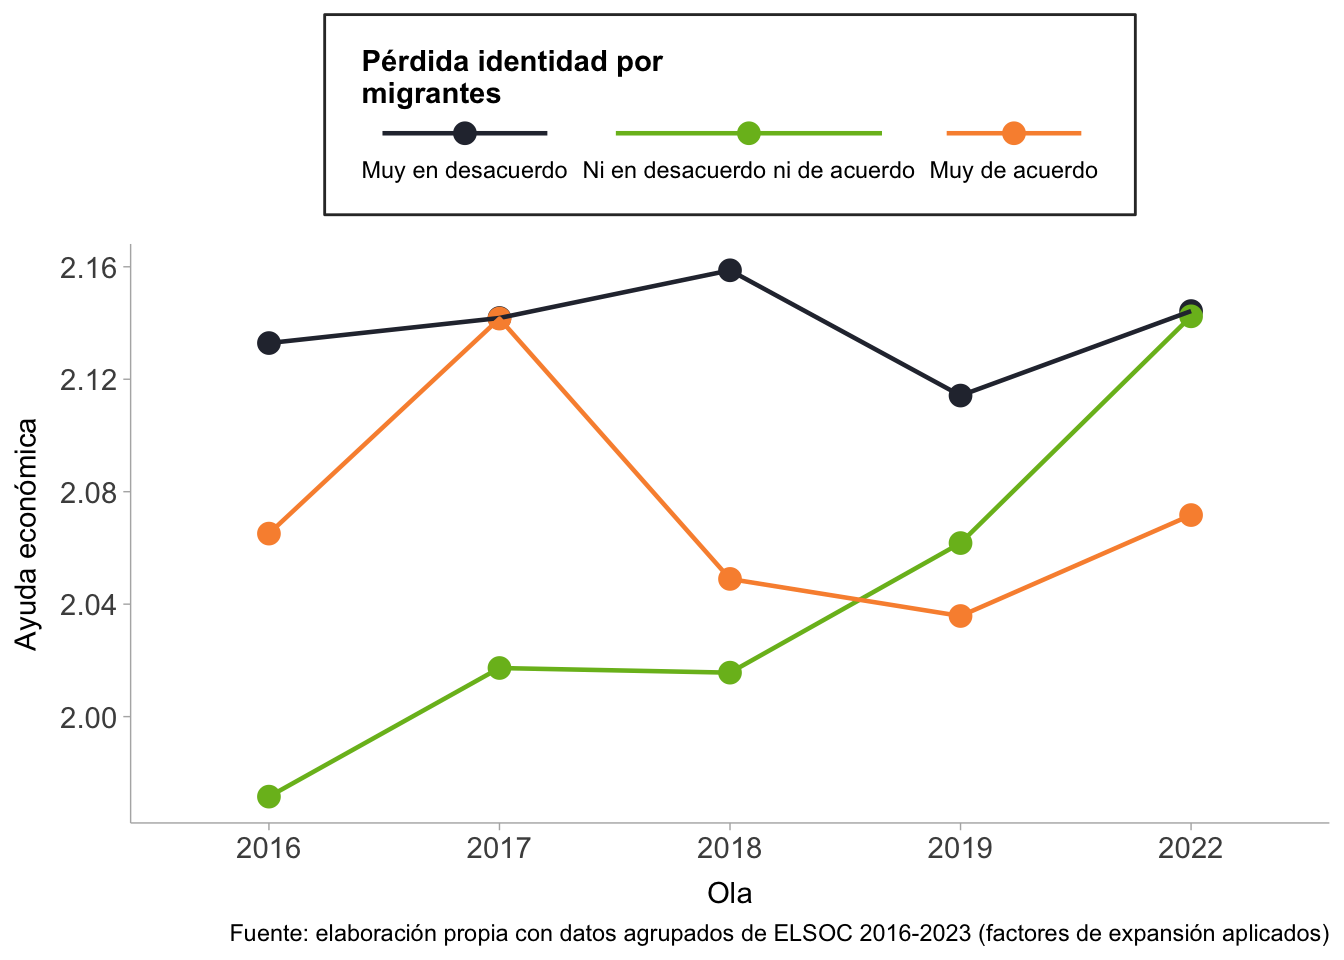 Pérdida identidad por
migrantes
Muy en desacuerdo Ni en desacuerdo ni de acuerdo Muy de acuerdo
2.16
2.12
2.08
2.04
2.00
Ayuda económica
2016 2017 2018 2019 2022
Ola
Fuente: elaboración propia con datos agrupados de ELSOC 2016-2023 (factores de expansión aplicados)